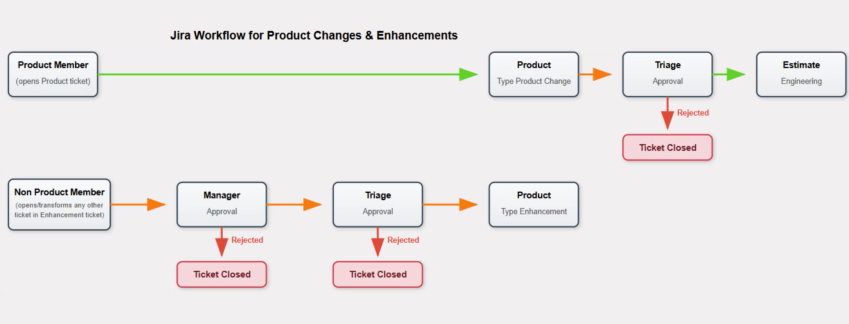 Jira Workflow for Product Changes & Enhancements
Product Member
(opens Product ticket)
Product
Type Product Change
Triage
Approval
Estimate
Engineering
Rejected
Ticket Closed
Non Product Member
(opens/transforms any other
ticket in Enhancement ticket)
Manager
Approval
Triage
Approval
Product
Type Enhancement
Rejected
Rejected
Ticket Closed
Ticket Closed